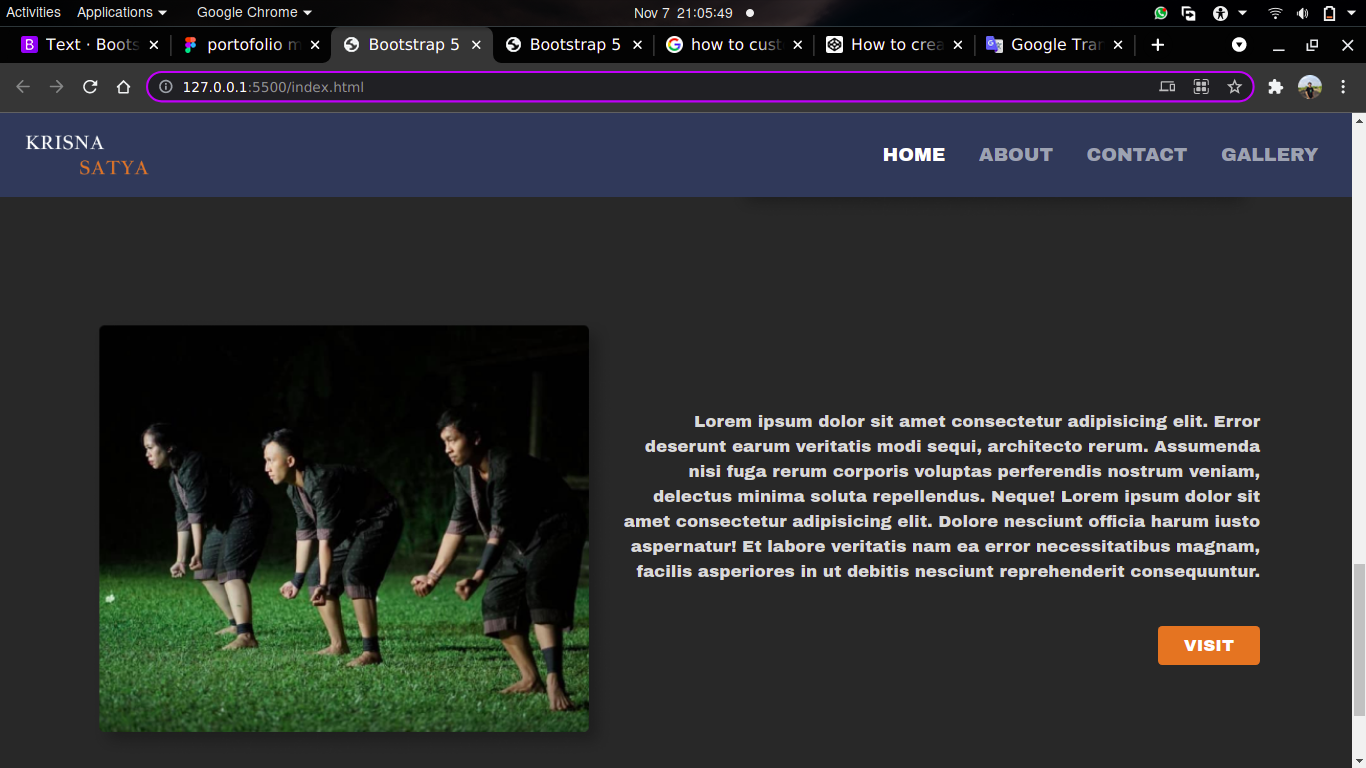 Activities Applications Google Chrome Nov 7 21:05:49
Text · Boots portofolio m Bootstrap 5 Bootstrap 5 how to cust How to crea Google Tran
127.0.0.1:5500/index.html
KRISNA
SATYA
HOME ABOUT CONTACT GALLERY
Lorem ipsum dolor sit amet consectetur adipisicing elit. Error
deserunt earum veritatis modi sequi, architecto rerum. Assumenda
nisi fuga rerum corporis voluptas perferendis nostrum veniam,
delectus minima soluta repellendus. Neque! Lorem ipsum dolor sit
amet consectetur adipisicing elit. Dolore nesciunt officia harum iusto
aspernatur! Et labore veritatis nam ea error necessitatibus magnam,
facilis asperiores in ut debitis nesciunt reprehenderit consequuntur.
VISIT